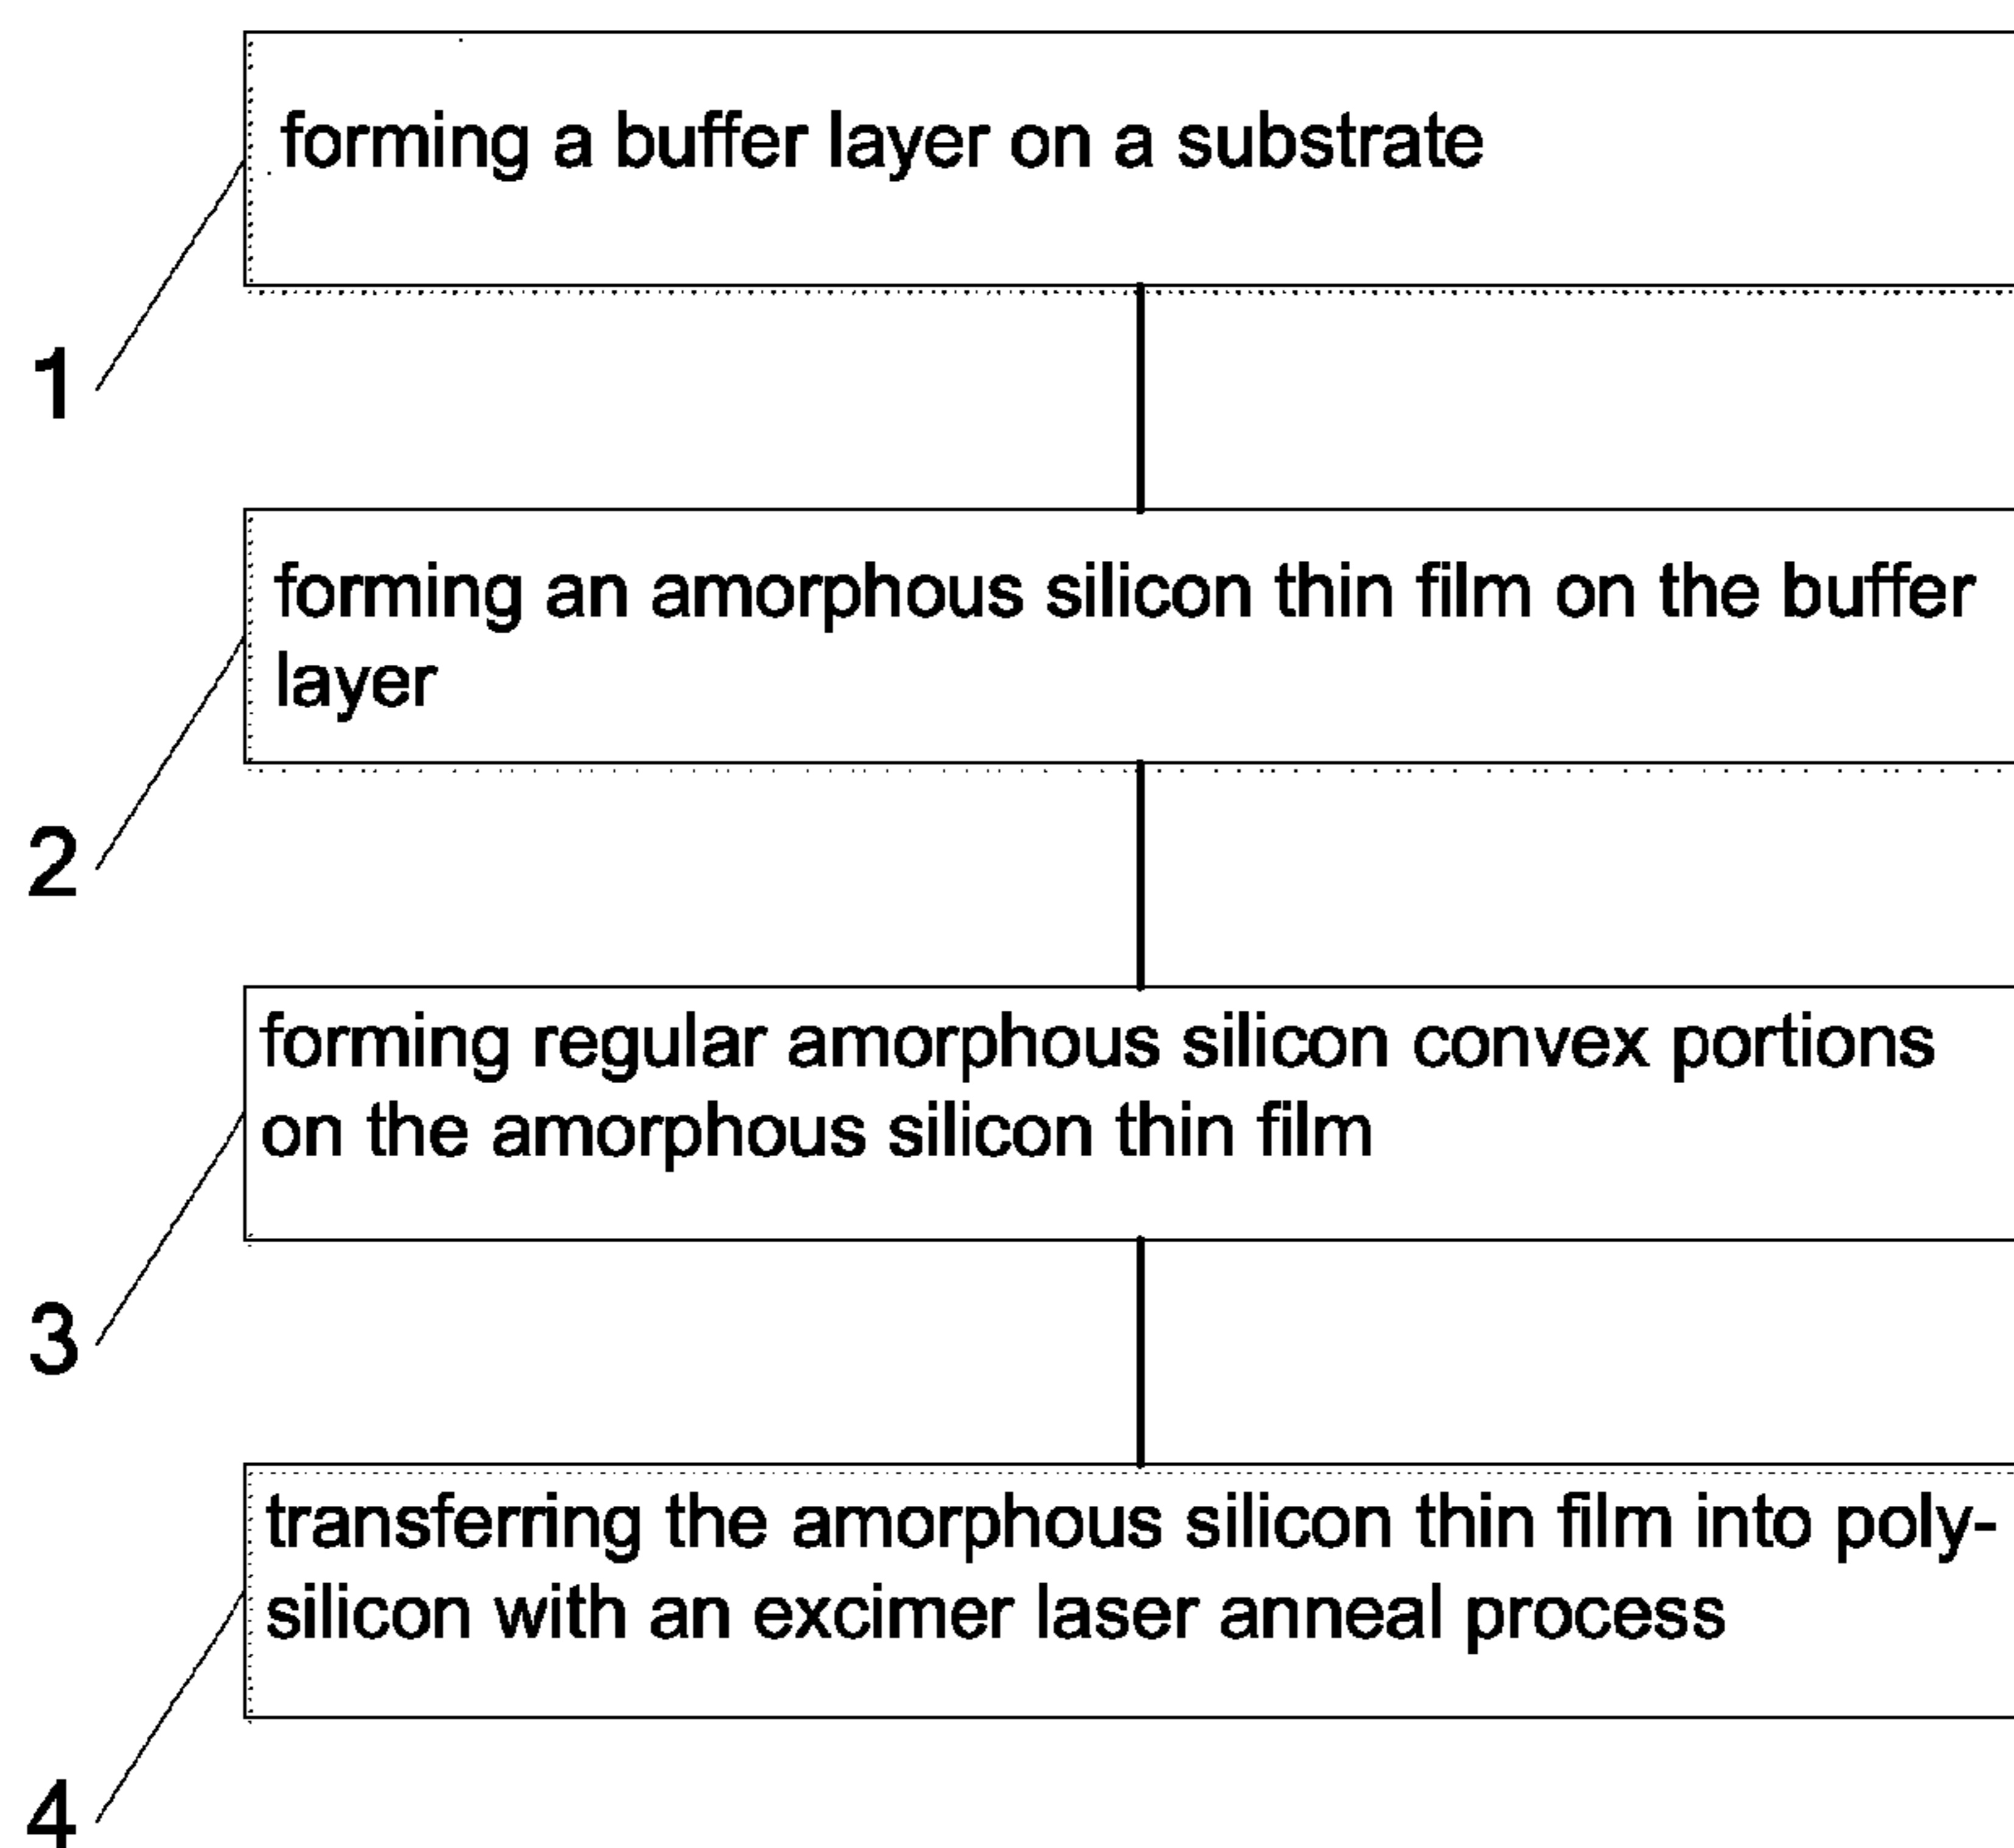 forming a buffer layer on a substrate
1
forming an amorphous silicon thin film on the buffer
layer
2
forming regular amorphous silicon convex portions
on the amorphous silicon thin film
3
transferring the amorphous silicon thin film into poly-
silicon with an excimer laser anneal process
4